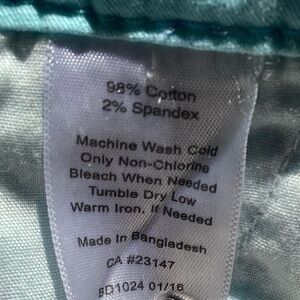 98% Cotton
2% Spandex
Machine Wash Cold
Only Non-Chlorine
Bleach When Needed
Tumble Dry Low
Warm Iron, If Needed
Made in Bangladesh
CA #23147
BD1024 01/16